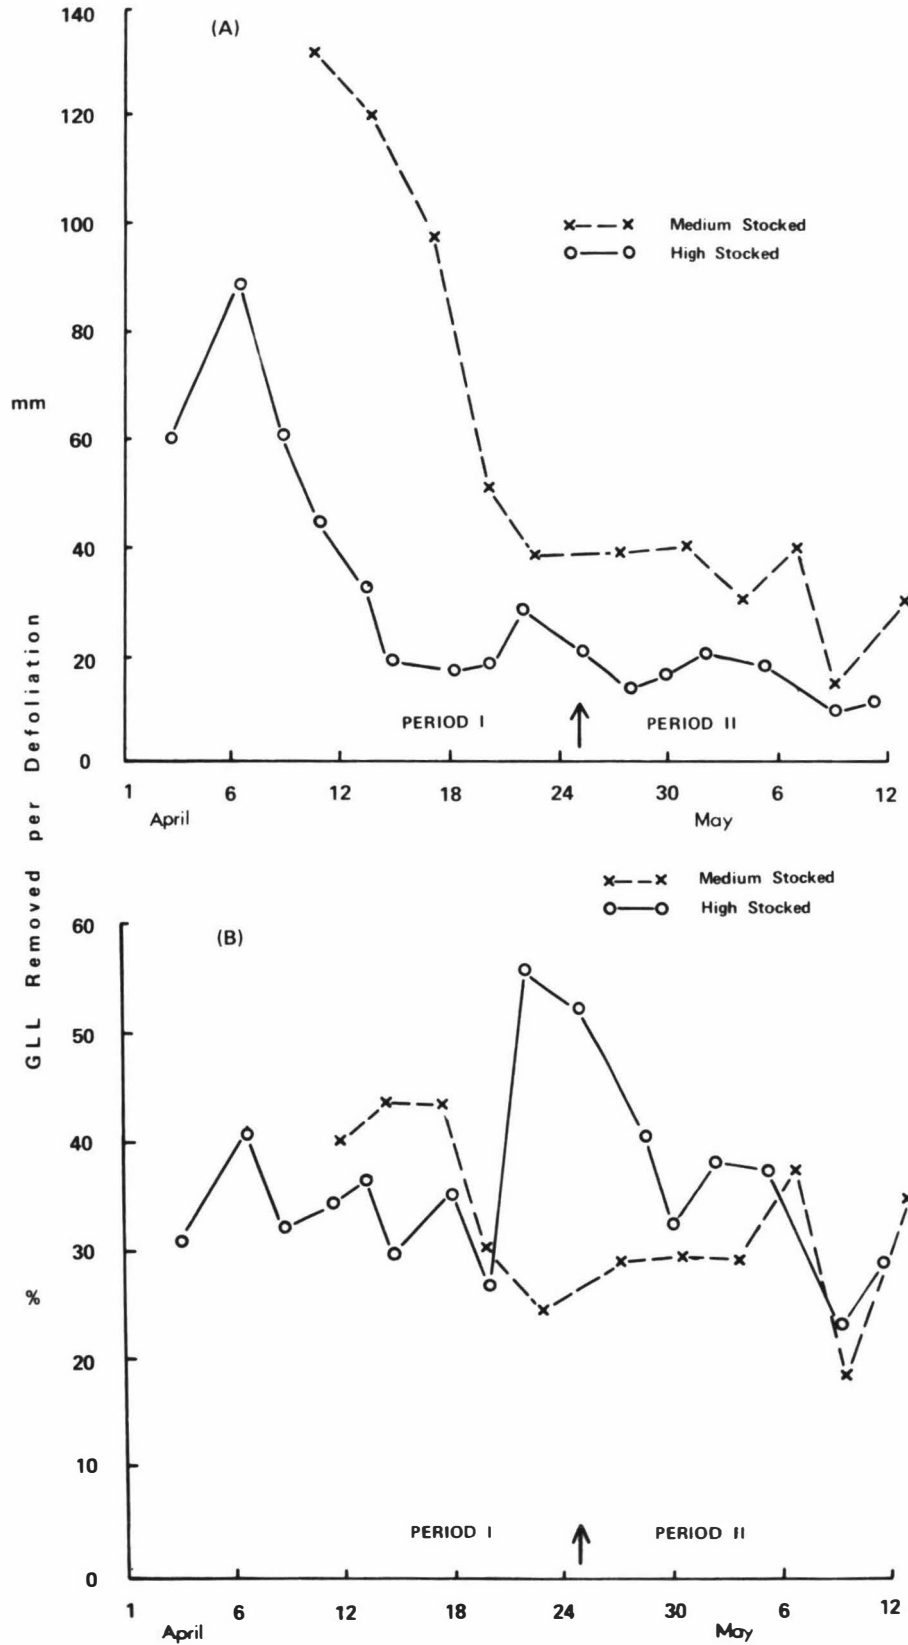 GLL Removed per Defoliation
mm
%
(A)
140
120
100
80
60
40
20
0
x---x Medium Stocked
o—o High Stocked
PERIOD I
PERIOD II
1 6 12 18 24 30 6 12
April May
x---x Medium Stocked
o—o High Stocked
(B)
60
50
40
30
20
10
0
PERIOD I
PERIOD II
1 6 12 18 24 30 6 12
April May